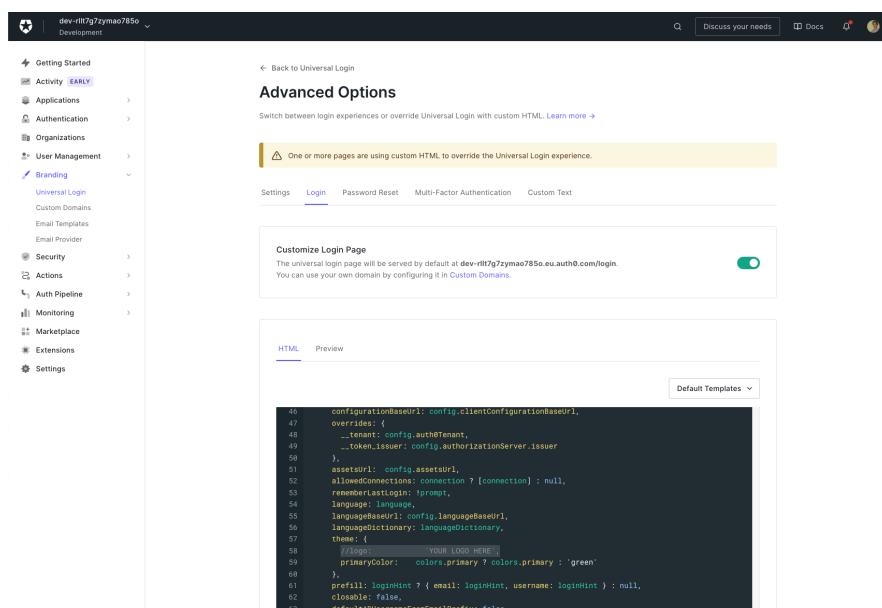 dev-rllt7g7zymao785o
Development
Discuss your needs
Docs
Getting Started
Activity EARLY
Applications
Authentication
Organizations
User Management
Branding
Universal Login
Custom Domains
Email Templates
Email Provider
Security
Actions
Auth Pipeline
Monitoring
Marketplace
Extensions
Settings
← Back to Universal Login
Advanced Options
Switch between login experiences or override Universal Login with custom HTML. Learn more →
One or more pages are using custom HTML to override the Universal Login experience.
Settings Login Password Reset Multi-Factor Authentication Custom Text
Customize Login Page
The universal login page will be served by default at dev-rllt7g7zymao785o.eu.auth0.com/login.
You can use your own domain by configuring it in Custom Domains.
HTML Preview
Default Templates
46 configurationBaseUrl: config.clientConfigurationBaseUrl,
47 overrides: {
48 __tenant: config.auth0Tenant,
49 __token_issuer: config.authorizationServer.issuer
50 },
51 assetsUrl: config.assetsUrl,
52 allowedConnections: connection ? [connection] : null,
53 rememberLastLogin: !prompt,
54 language: language,
55 languageBaseUrl: config.languageBaseUrl,
56 languageDictionary: languageDictionary,
57 theme: {
58 //logo: 'YOUR LOGO HERE',
59 primaryColor: colors.primary ? colors.primary : 'green'
60 },
61 prefill: loginHint ? { email: loginHint, username: loginHint } : null,
62 closable: false,